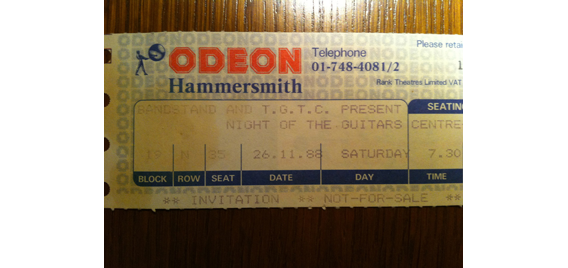 ODEON
Hammersmith
Telephone
01-748-4081/2
Please retai
Rank Theatres Limited VAT
BANDSTAND AND T.G.T.C. PRESENT
SEATING
NIGHT OF THE GUITARS CENTRE
19 N 35 26.11.88 SATURDAY 7.30
BLOCK ROW SEAT DATE DAY TIME
** INVITATION ** NOT-FOR-SALE **